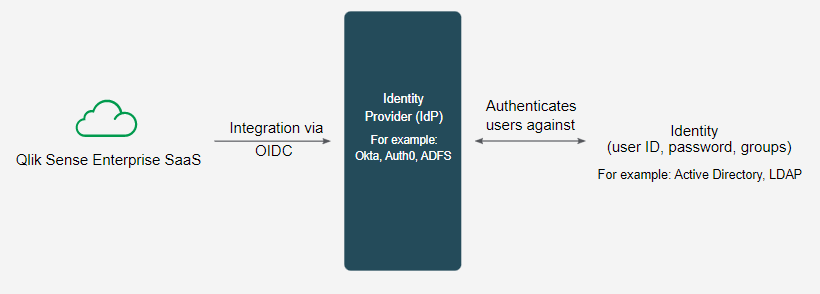 Qlik Sense Enterprise SaaS
Integration via
OIDC
Identity
Provider (IdP)
For example:
Okta, Auth0, ADFS
Authenticates
users against
Identity
(user ID, password, groups)
For example: Active Directory, LDAP